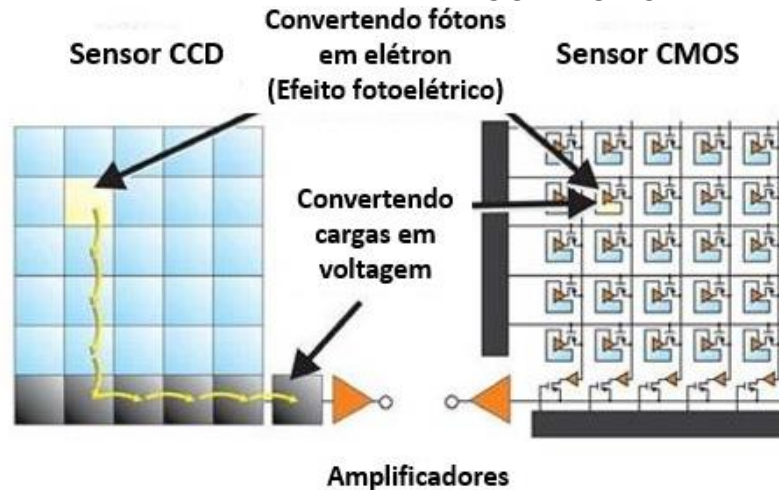 Sensor CCD
Convertendo fótons
em elétron
(Efeito fotoelétrico)
Sensor CMOS
Convertendo
cargas em
voltagem
Amplificadores